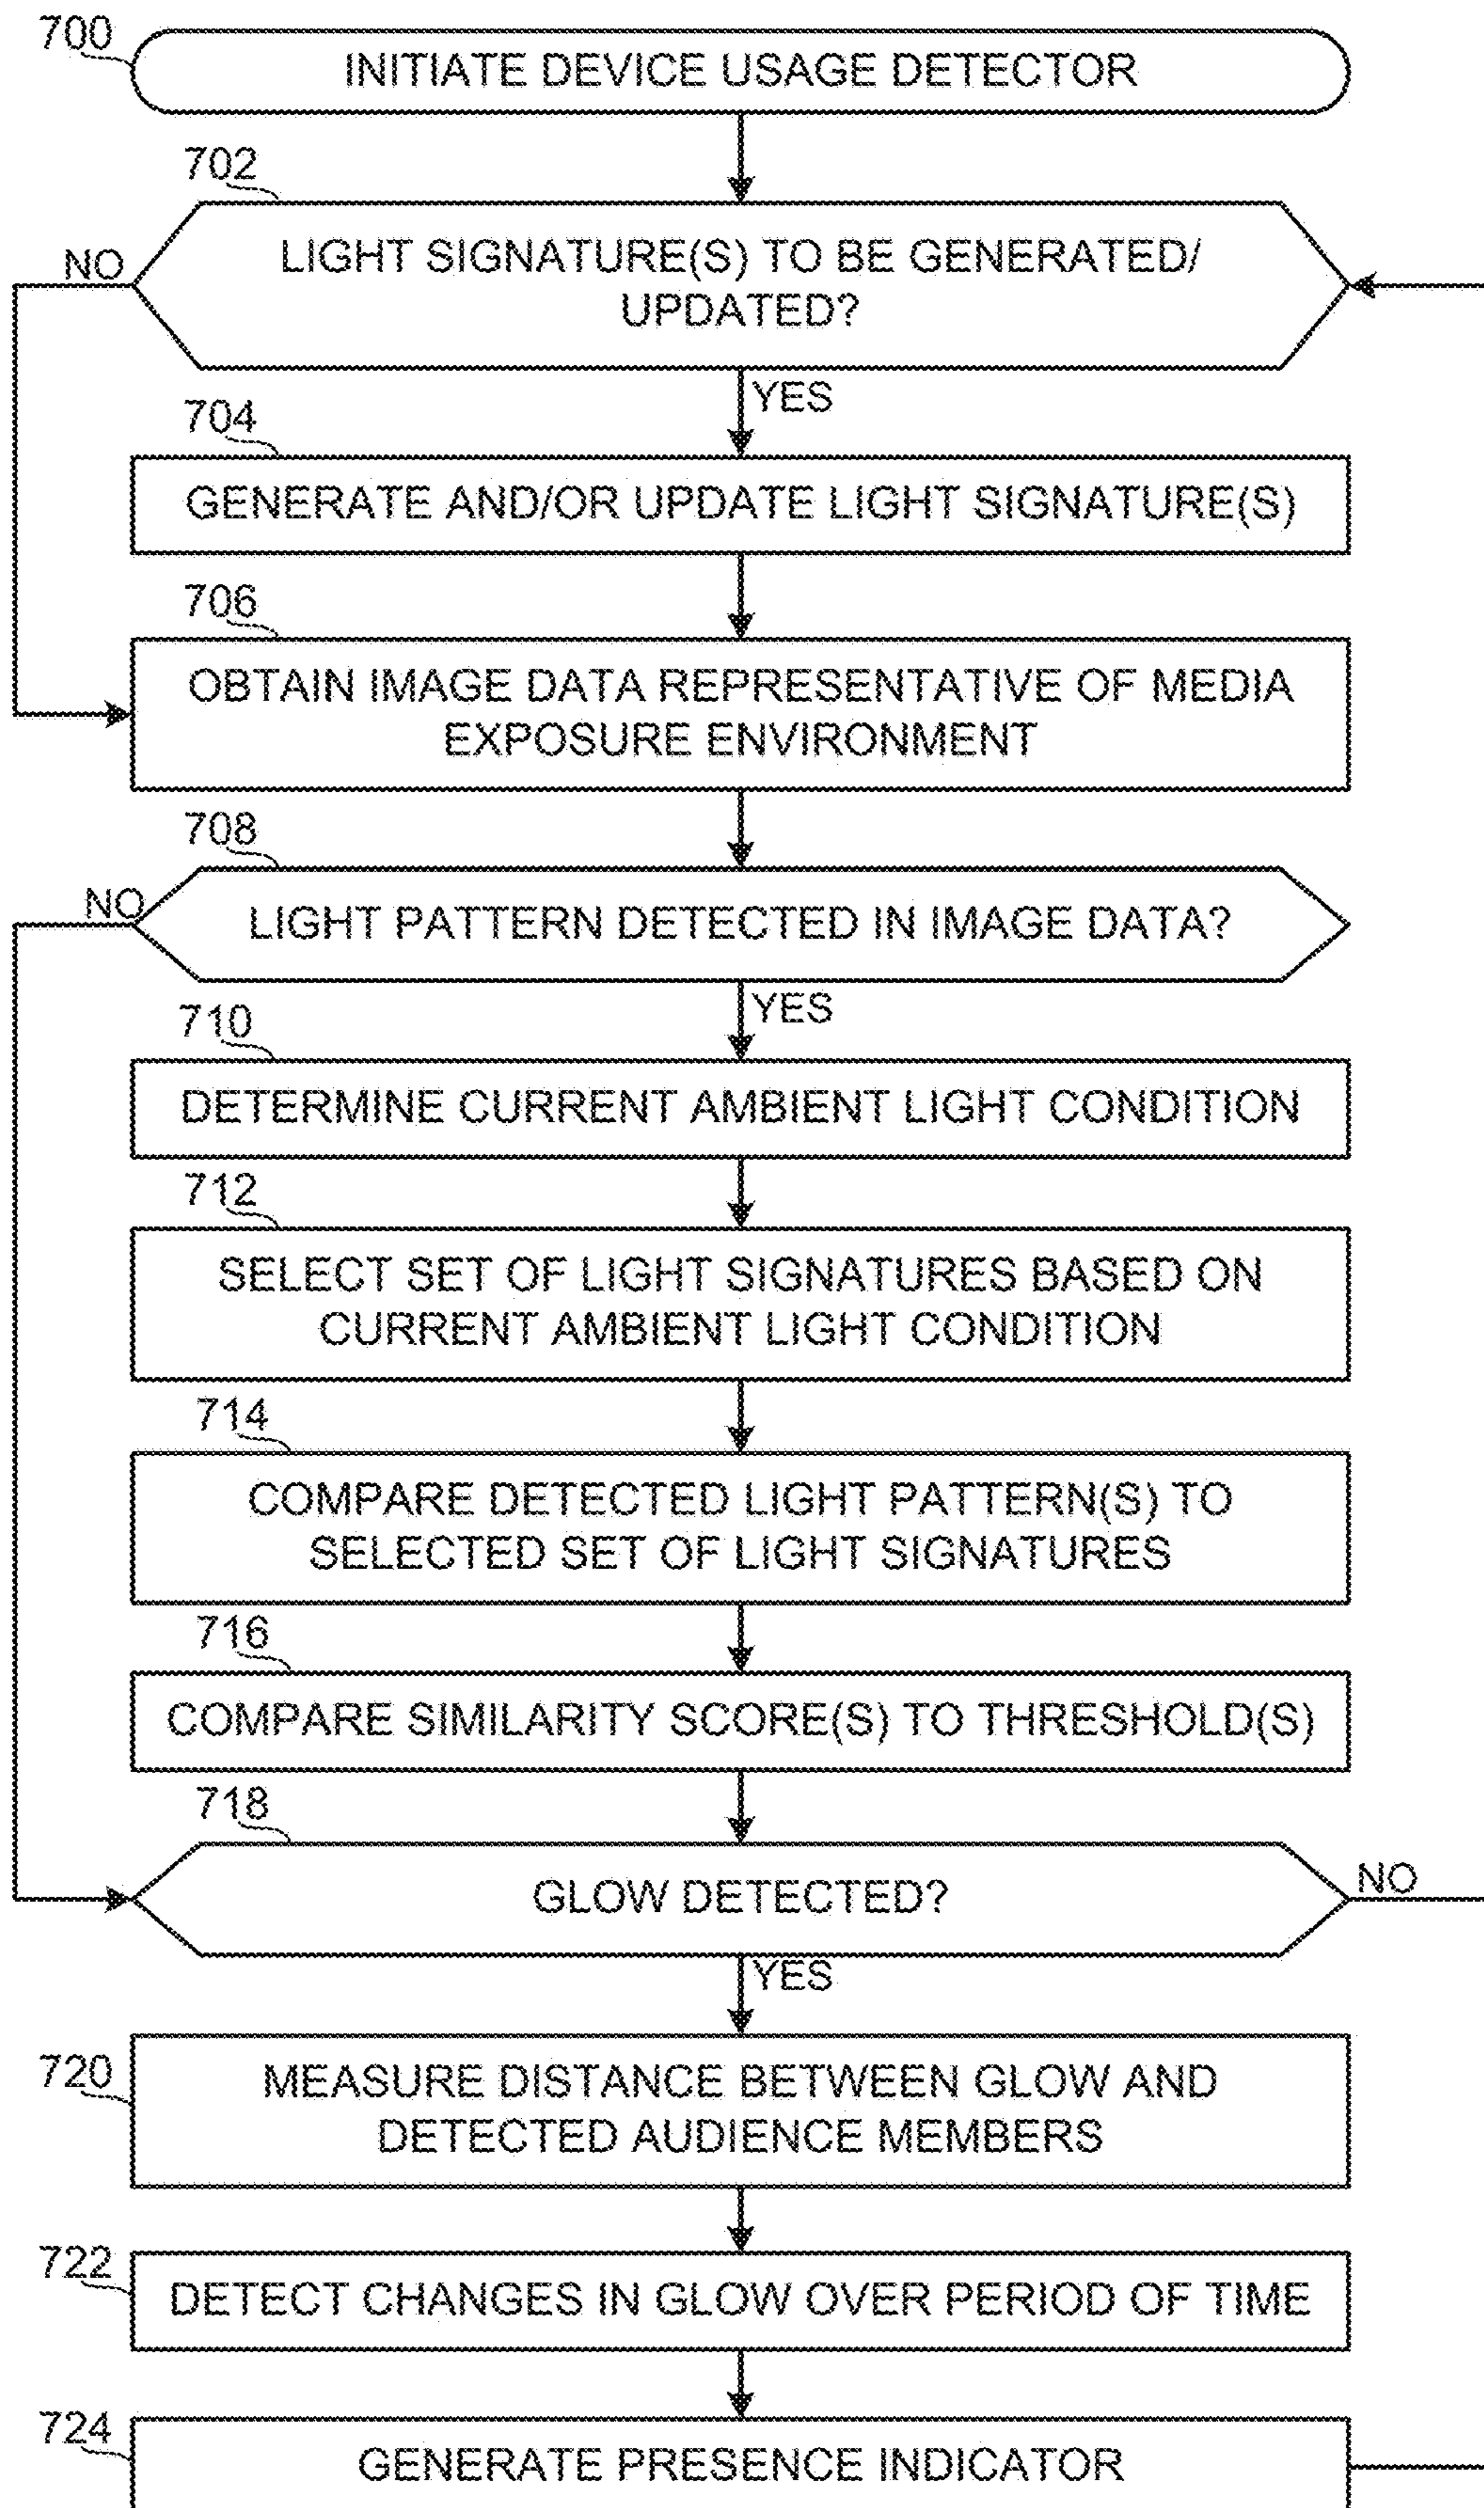 700
INITIATE DEVICE USAGE DETECTOR
702
NO
LIGHT SIGNATURE(S) TO BE GENERATED/
UPDATED?
YES
704
GENERATE AND/OR UPDATE LIGHT SIGNATURE(S)
706
OBTAIN IMAGE DATA REPRESENTATIVE OF MEDIA
EXPOSURE ENVIRONMENT
708
NO
LIGHT PATTERN DETECTED IN IMAGE DATA?
YES
710
DETERMINE CURRENT AMBIENT LIGHT CONDITION
712
SELECT SET OF LIGHT SIGNATURES BASED ON
CURRENT AMBIENT LIGHT CONDITION
714
COMPARE DETECTED LIGHT PATTERN(S) TO
SELECTED SET OF LIGHT SIGNATURES
716
COMPARE SIMILARITY SCORE(S) TO THRESHOLD(S)
718
GLOW DETECTED?
NO
YES
720
MEASURE DISTANCE BETWEEN GLOW AND
DETECTED AUDIENCE MEMBERS
722
DETECT CHANGES IN GLOW OVER PERIOD OF TIME
724
GENERATE PRESENCE INDICATOR